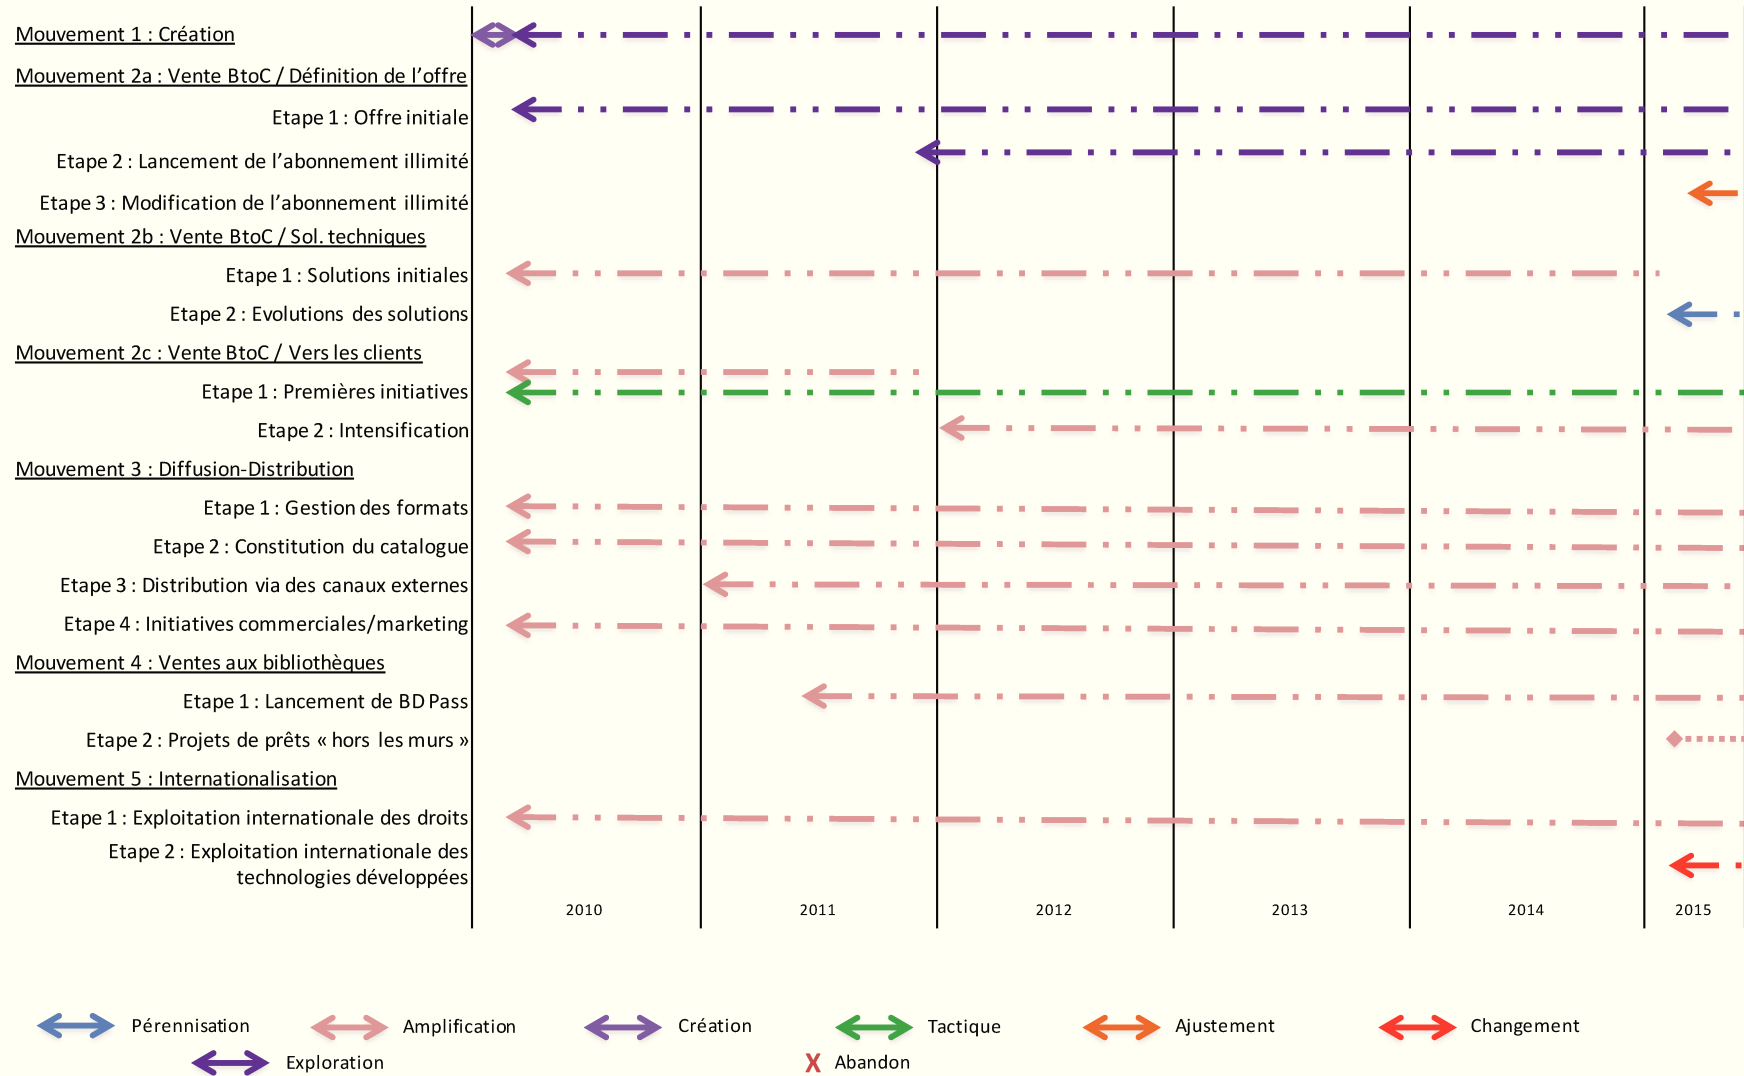 Mouvement 1 : Création
Mouvement 2a : Vente BtoC / Définition de l’offre
Etape 1 : Offre initiale
Etape 2 : Lancement de l’abonnement illimité
Etape 3 : Modification de l’abonnement illimité
Mouvement 2b : Vente BtoC / Sol. techniques
Etape 1 : Solutions initiales
Etape 2 : Evolutions des solutions
Mouvement 2c : Vente BtoC / Vers les clients
Etape 1 : Premières initiatives
Etape 2 : Intensification
Mouvement 3 : Diffusion-Distribution
Etape 1 : Gestion des formats
Etape 2 : Constitution du catalogue
Etape 3 : Distribution via des canaux externes
Etape 4 : Initiatives commerciales/marketing
Mouvement 4 : Ventes aux bibliothèques
Etape 1 : Lancement de BD Pass
Etape 2 : Projets de prêts « hors les murs »
Mouvement 5 : Internationalisation
Etape 1 : Exploitation internationale des droits
Etape 2 : Exploitation internationale des
technologies développées
2010 2011 2012 2013 2014 2015
Pérennisation Amplification Création Tactique Ajustement Changement
Exploration X Abandon